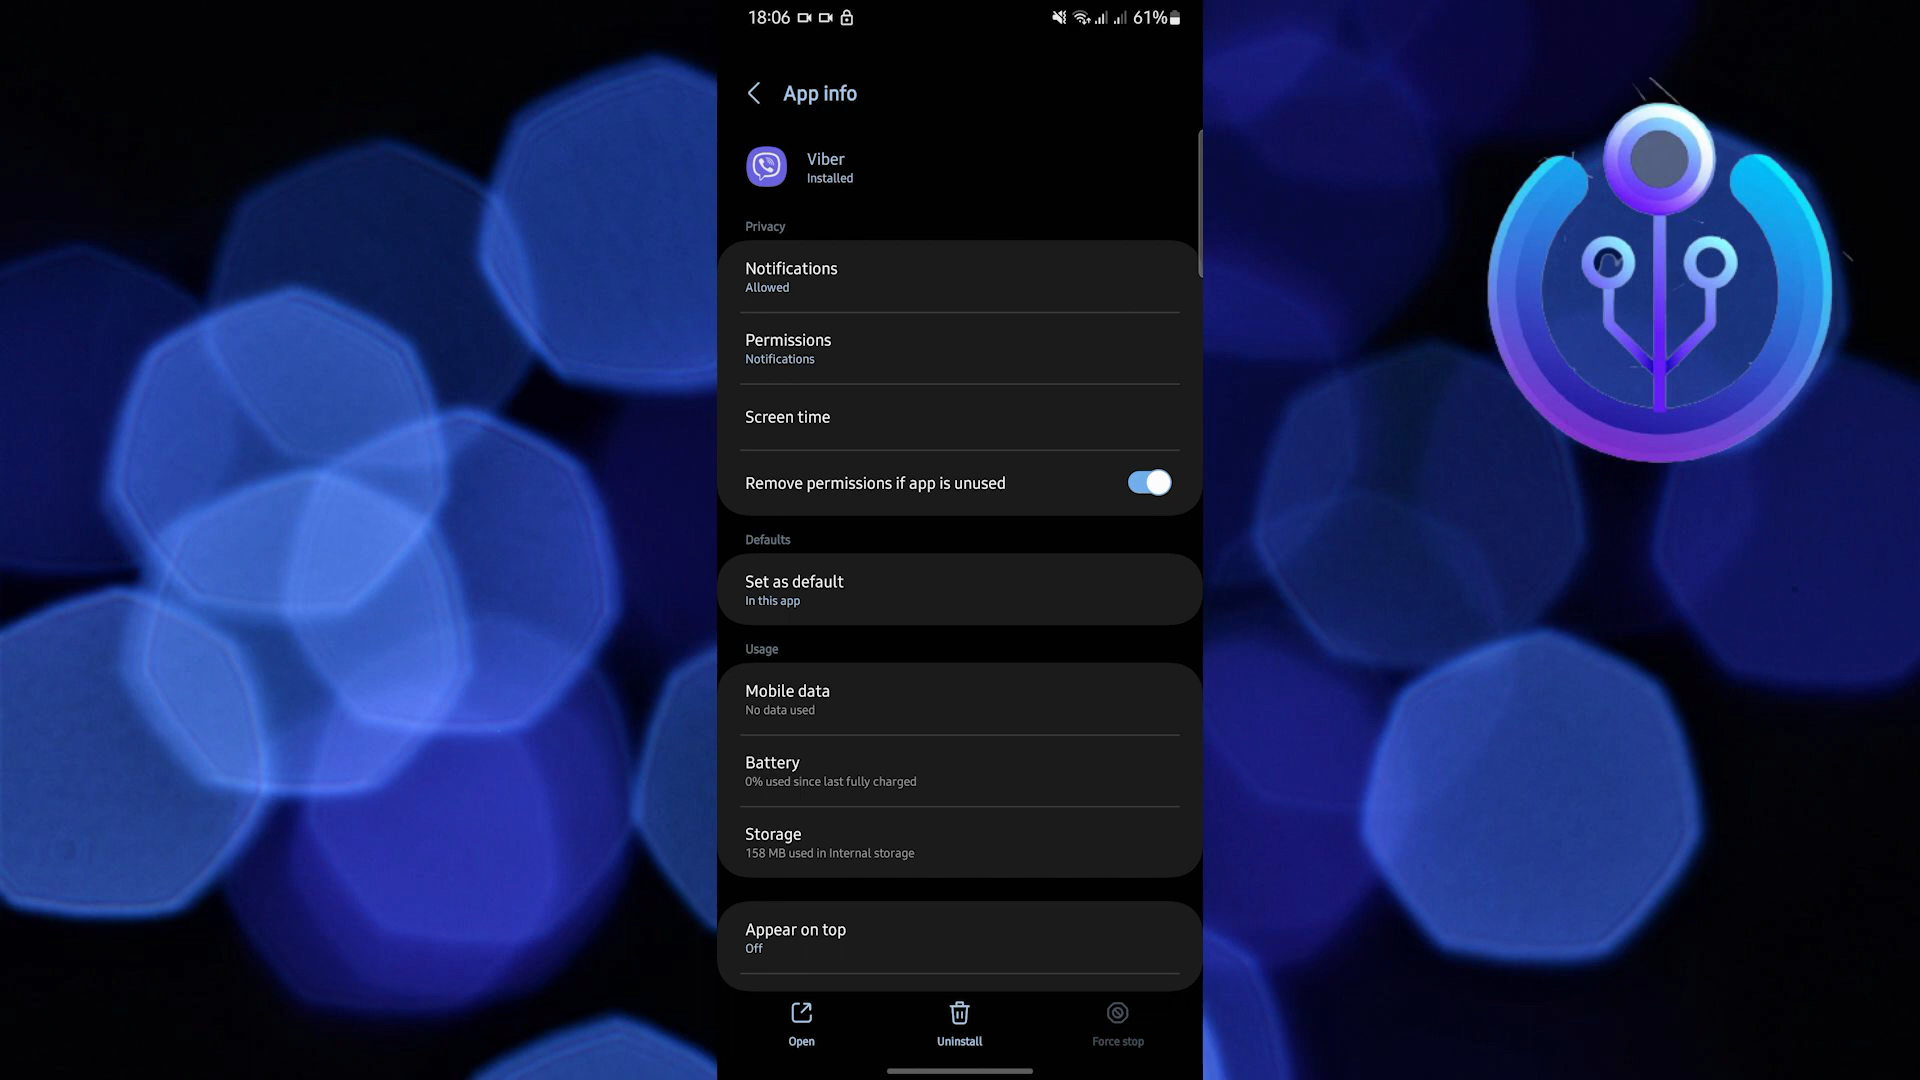 18:06 61%
App info
Viber
Installed
Privacy
Notifications
Allowed
Permissions
Notifications
Screen time
Remove permissions if app is unused
Defaults
Set as default
In this app
Usage
Mobile data
No data used
Battery
0% used since last fully charged
Storage
158 MB used in Internal storage
Appear on top
Off
Open Uninstall Force stop